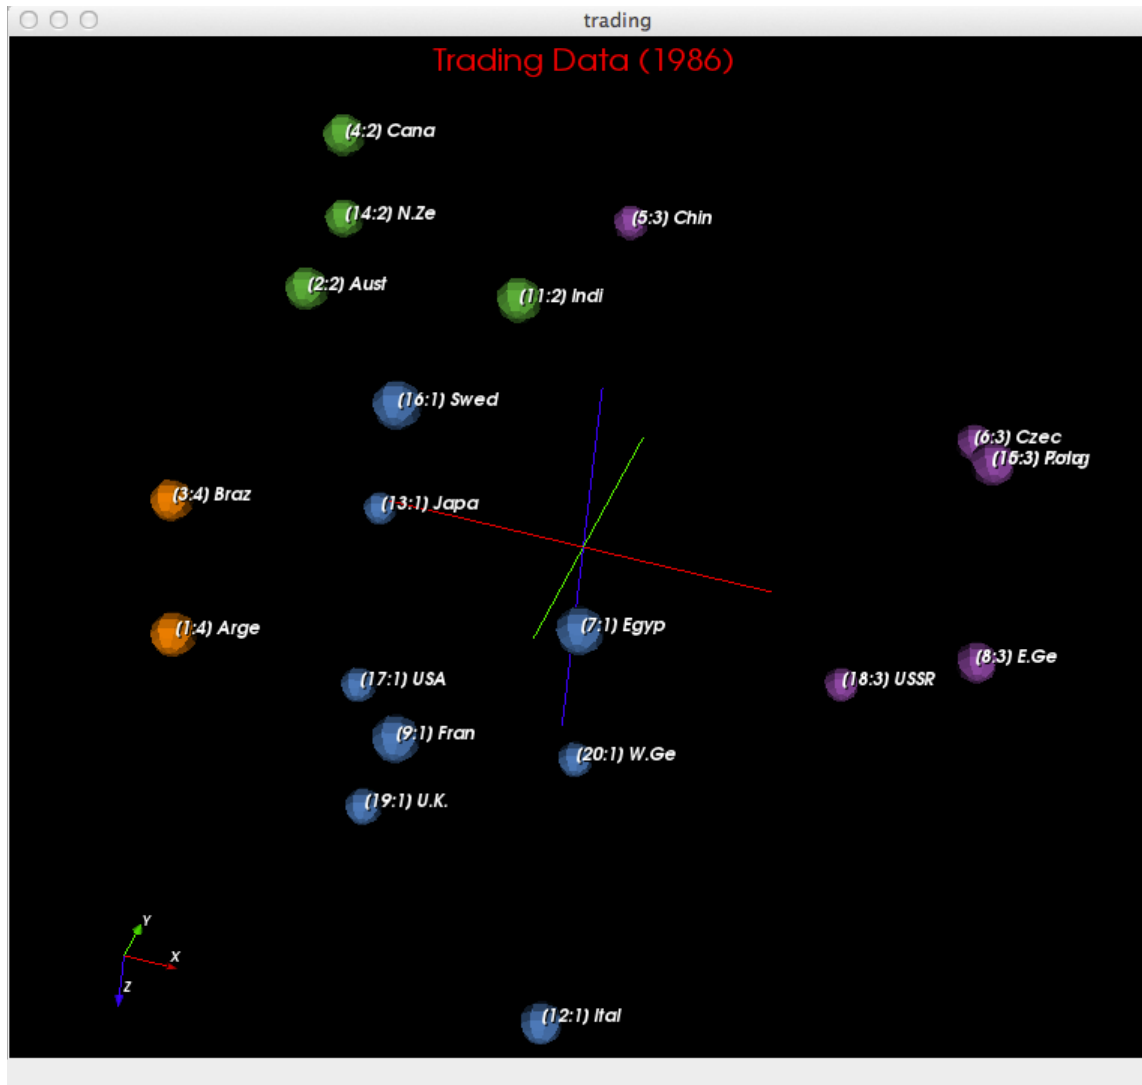 trading
Trading Data (1986)
(4:2) Cana
(14:2) N.Ze
(5:3) Chin
(2:2) Aust
(11:2) Indi
(16:1) Swed
(6:3) Czec
(3:4) Braz
(13:1) Japa
(7:1) Egyp
(1:4) Arge
(8:3) E.Ge
(17:1) USA
(18:3) USSR
(9:1) Fran
(20:1) W.Ge
(19:1) U.K.
Y
X
Z
(12:1) Ital